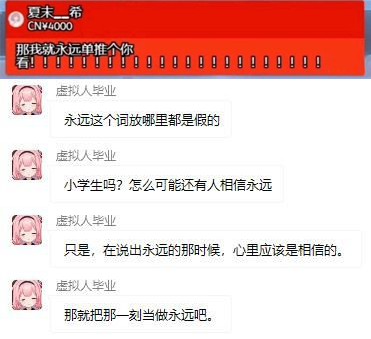 夏末__希
CN¥4000
那我就永远单推个你
看！！！！！！！！！！！！！！！！！！！！！！！
虚拟人毕业
永远这个词放哪里都是假的
虚拟人毕业
小学生吗？怎么可能还有人相信永远
虚拟人毕业
只是，在说出永远的那时候，心里应该是相信的。
虚拟人毕业
那就把那一刻当做永远吧。